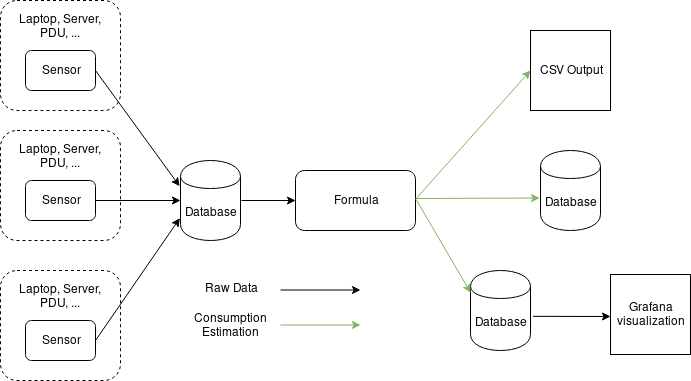 Laptop, Server,
PDU, ...
Sensor
Laptop, Server,
PDU, ...
Sensor
Laptop, Server,
PDU, ...
Sensor
Database
Formula
CSV Output
Database
Database
Grafana
visualization
Raw Data
Consumption
Estimation